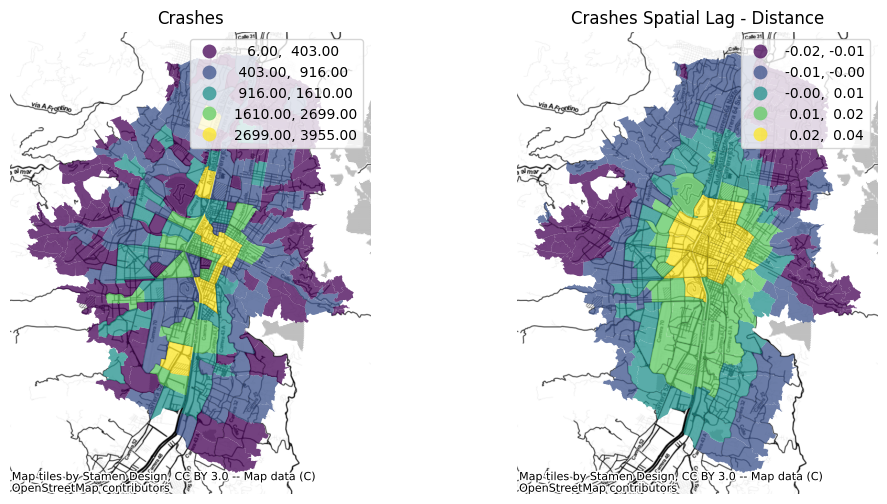 Crashes
6.00, 403.00
403.00, 916.00
916.00, 1610.00
1610.00, 2699.00
2699.00, 3955.00
vía A Frontino
Map tiles by Stamen Design, CC BY 3.0 -- Map data (C)
OpenStreetMap contributors
Crashes Spatial Lag - Distance
-0.02, -0.01
-0.01, -0.00
-0.00, 0.01
0.01, 0.02
0.02, 0.04
vía A Frontino
Map tiles by Stamen Design, CC BY 3.0 -- Map data (C)
OpenStreetMap contributors